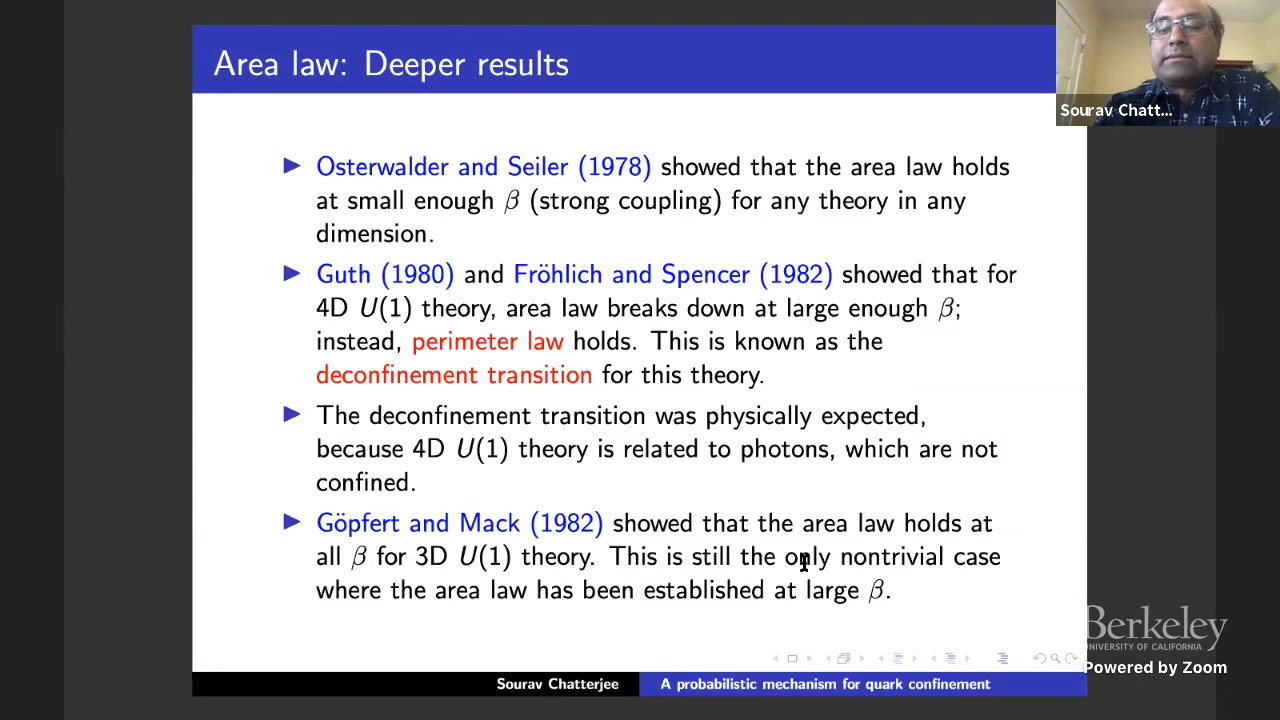 Area law: Deeper results
Sourav Chatt...
▶ Osterwalder and Seiler (1978) showed that the area law holds
at small enough β (strong coupling) for any theory in any
dimension.
▶ Guth (1980) and Fröhlich and Spencer (1982) showed that for
4D U(1) theory, area law breaks down at large enough β;
instead, perimeter law holds. This is known as the
deconfinement transition for this theory.
▶ The deconfinement transition was physically expected,
because 4D U(1) theory is related to photons, which are not
confined.
▶ Göpfert and Mack (1982) showed that the area law holds at
all β for 3D U(1) theory. This is still the only nontrivial case
where the area law has been established at large β.
Berkeley
UNIVERSITY OF CALIFORNIA
Powered by Zoom
Sourav Chatterjee
A probabilistic mechanism for quark confinement